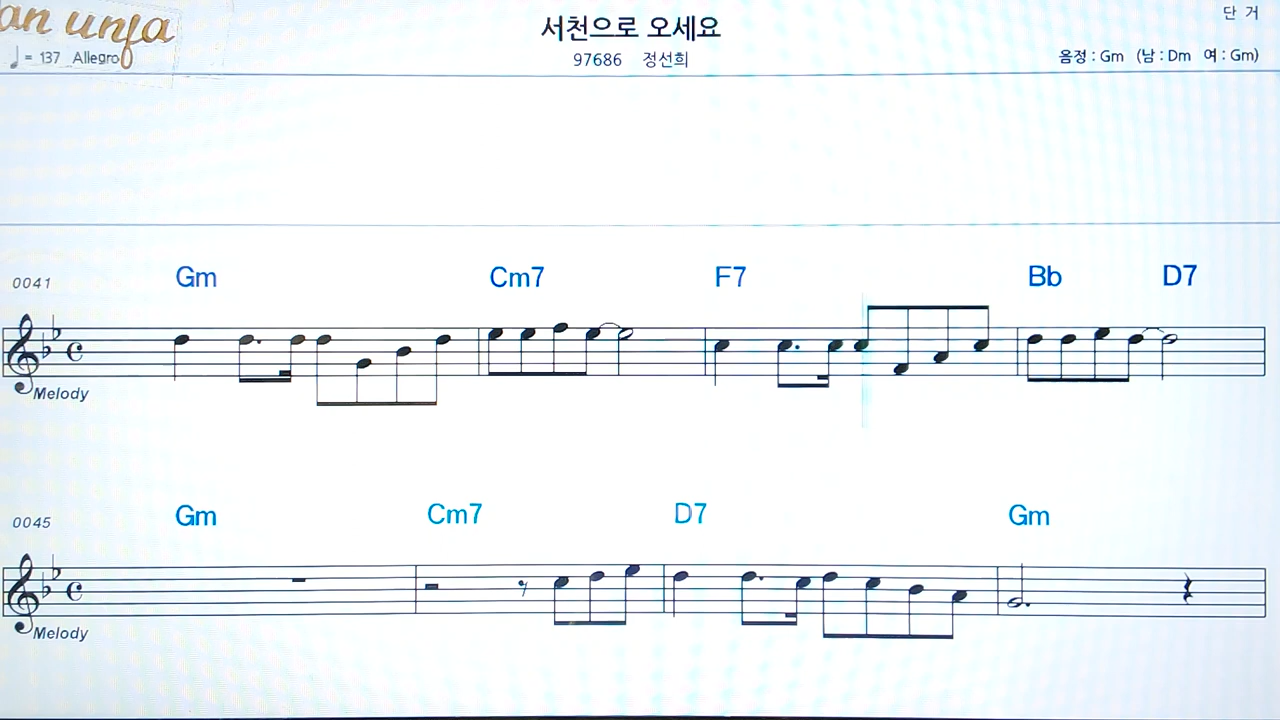 an unja
서천으로 오세요
단 거
♩ = 137 Allegro
97686 정선희
음정 : Gm (남 : Dm 여 : Gm)
0041
Gm Cm7 F7 Bb D7
Melody
0045
Gm Cm7 D7 Gm
Melody